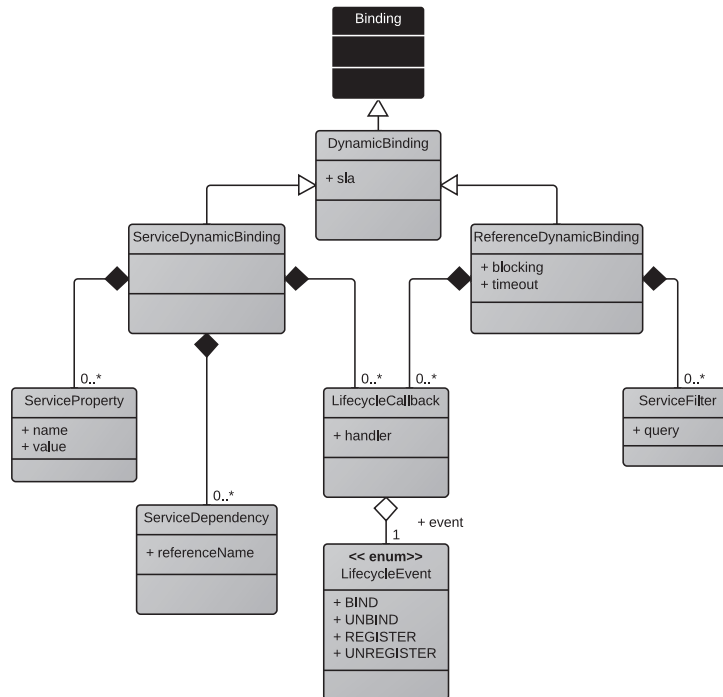 Binding
DynamicBinding
+ sla
ServiceDynamicBinding
ReferenceDynamicBinding
+ blocking
+ timeout
0..*
0..*
0..*
0..*
ServiceProperty
+ name
+ value
LifecycleCallback
+ handler
ServiceFilter
+ query
0..*
ServiceDependency
+ referenceName
+ event
1
<< enum>>
LifecycleEvent
+ BIND
+ UNBIND
+ REGISTER
+ UNREGISTER